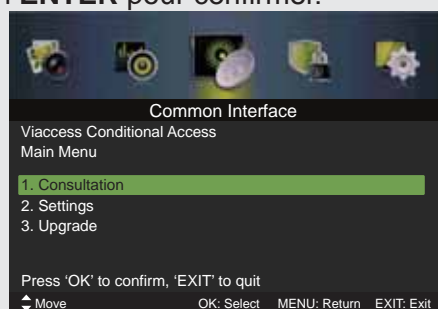 ENTER pour confirmer.
Common Interface
Viaccess Conditional Access
Main Menu
1. Consultation
2. Settings
3. Upgrade
Press ‘OK’ to confirm, ‘EXIT’ to quit
Move OK: Select MENU: Return EXIT: Exit